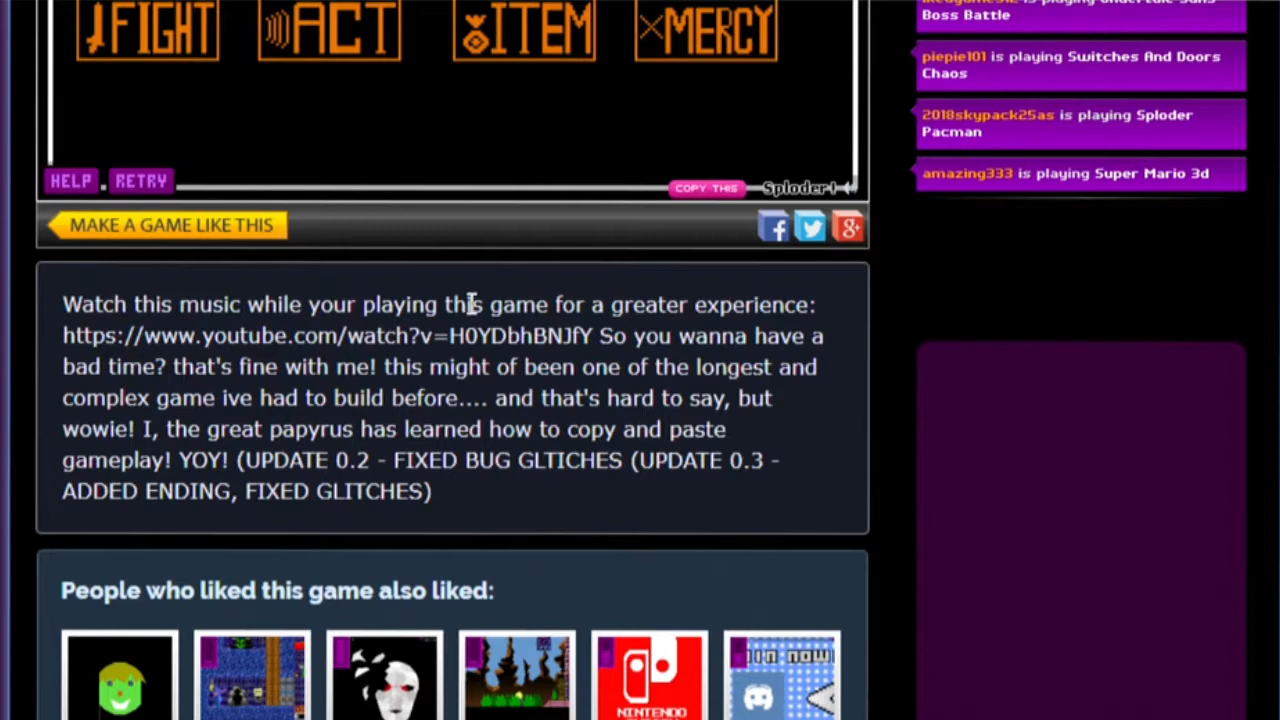 FIGHT
ACT
ITEM
MERCY
HELP
RETRY
COPY THIS
Sploder!
MAKE A GAME LIKE THIS
Watch this music while your playing this game for a greater experience:
https://www.youtube.com/watch?v=H0YDbhBNJfY So you wanna have a
bad time? that's fine with me! this might of been one of the longest and
complex game ive had to build before.... and that's hard to say, but
wowie! I, the great papyrus has learned how to copy and paste
gameplay! YOY! (UPDATE 0.2 - FIXED BUG GLTICHES (UPDATE 0.3 -
ADDED ENDING, FIXED GLITCHES)
People who liked this game also liked:
NINTENDO
Boss Battle
piepie101 is playing Switches And Doors
Chaos
2018skypack25as is playing Sploder
Pacman
amazing333 is playing Super Mario 3d